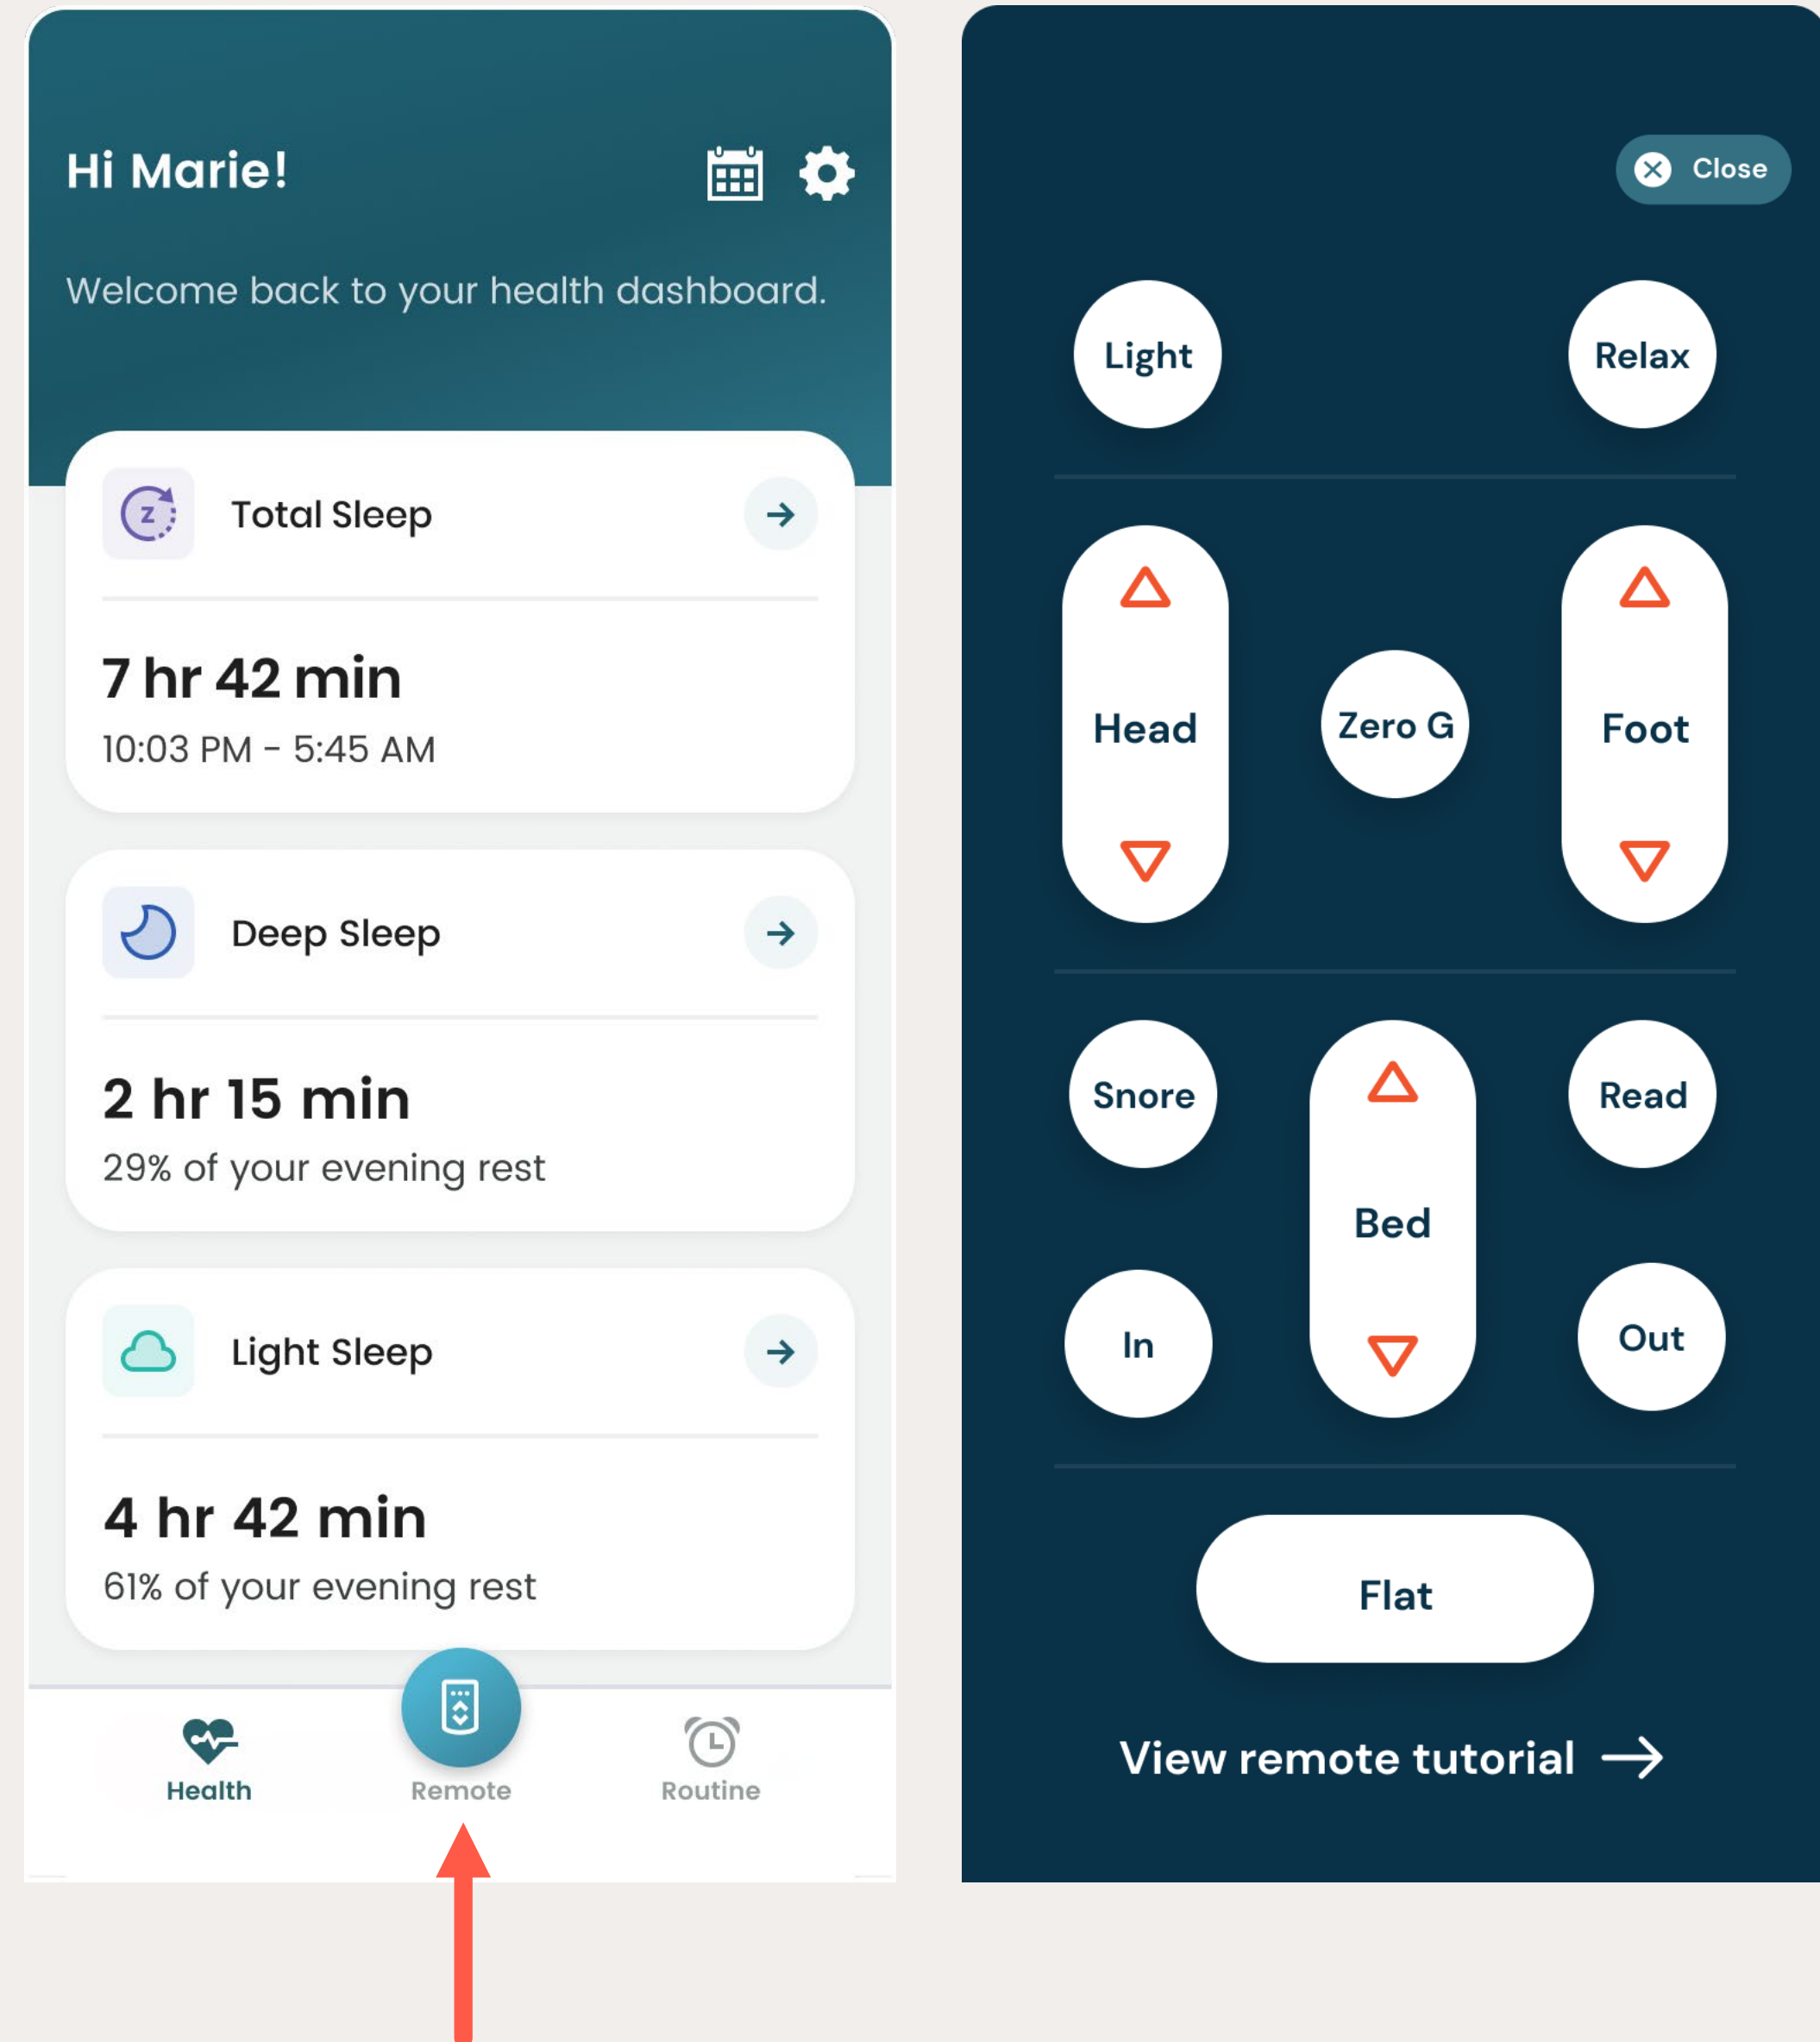 Hi Marie!
Welcome back to your health dashboard.
Z
Total Sleep
7 hr 42 min
10:03 PM – 5:45 AM
Deep Sleep
2 hr 15 min
29% of your evening rest
Light Sleep
4 hr 42 min
61% of your evening rest
Health
Remote
Routine
Close
Light
Relax
Head
Zero G
Foot
Snore
Read
Bed
In
Out
Flat
View remote tutorial